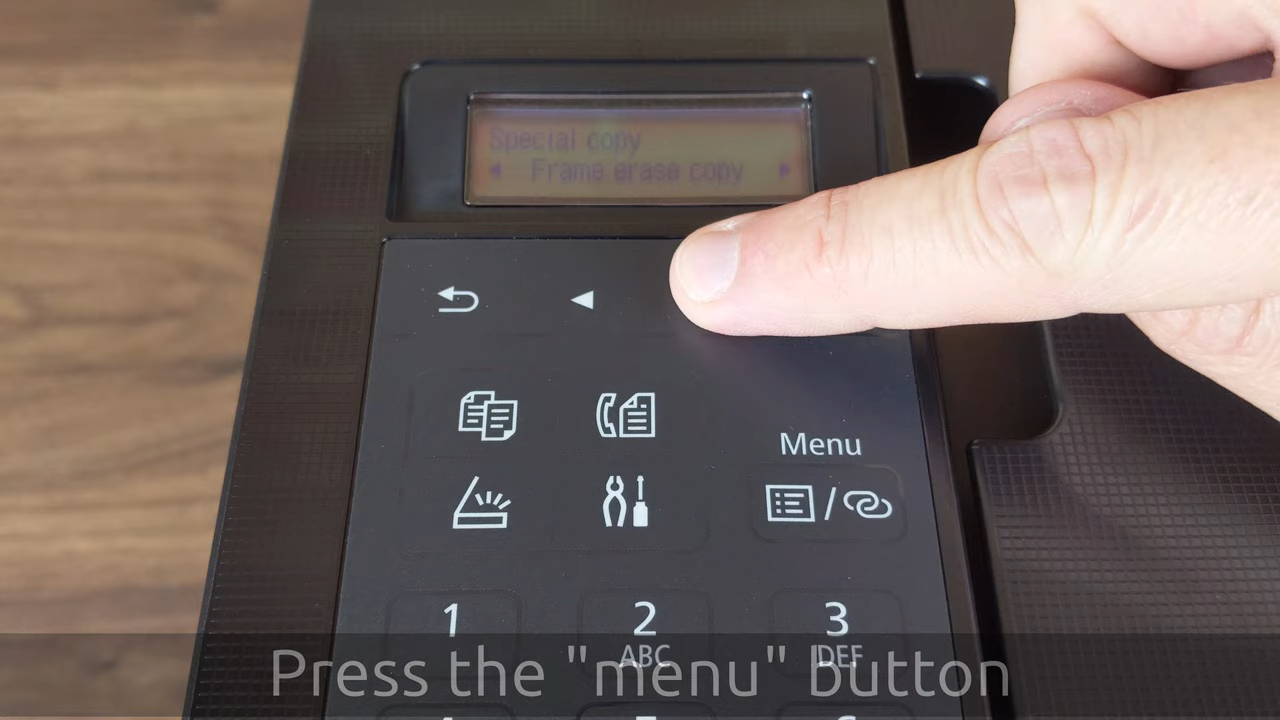 Special copy
Frame erase copy
Menu
1
2
3
ABC
DEF
Press the "menu" button